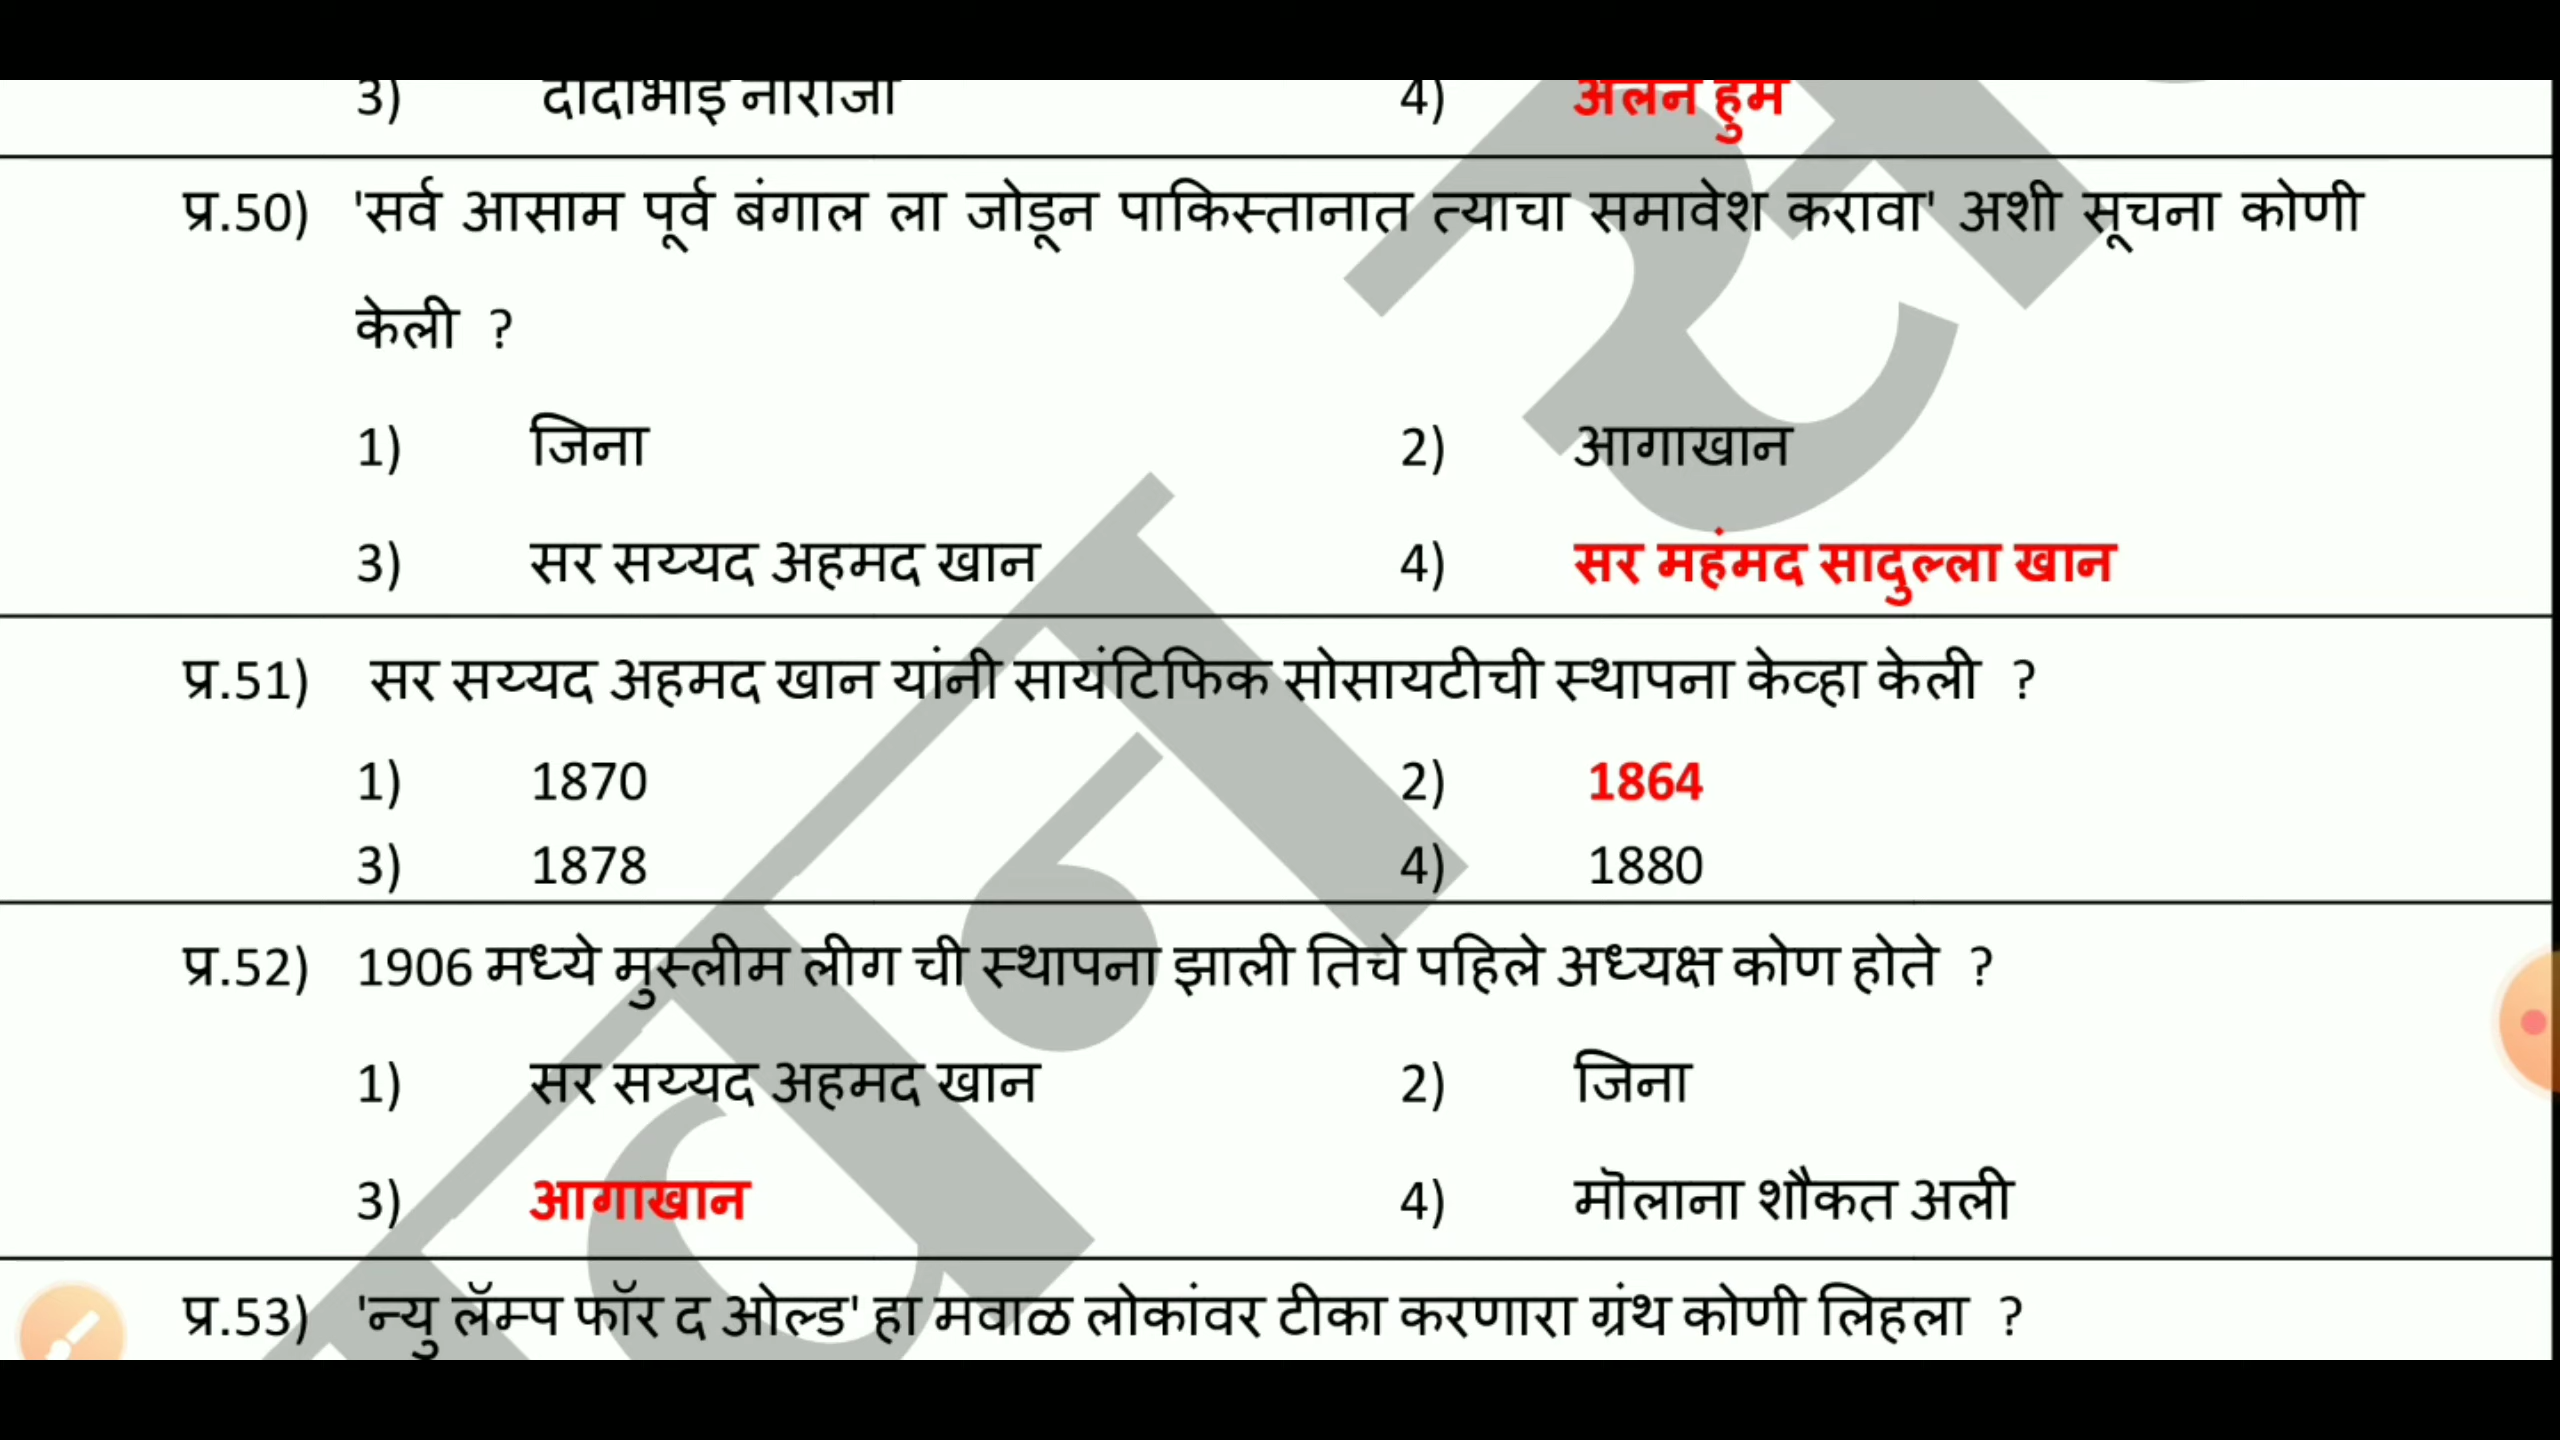 3) दादाभाई नौरोजी 4) अॅलन ह्युम
प्र.50) 'सर्व आसाम पूर्व बंगाल ला जोडून पाकिस्तानात त्याचा समावेश करावा' अशी सूचना कोणी
केली ?
1) जिना 2) आगाखान
3) सर सय्यद अहमद खान 4) सर महंमद सादुल्ला खान
प्र.51) सर सय्यद अहमद खान यांनी सायंटिफिक सोसायटीची स्थापना केव्हा केली ?
1) 1870 2) 1864
3) 1878 4) 1880
प्र.52) 1906 मध्ये मुस्लीम लीग ची स्थापना झाली तिचे पहिले अध्यक्ष कोण होते ?
1) सर सय्यद अहमद खान 2) जिना
3) आगाखान 4) मॊलाना शौकत अली
प्र.53) 'न्यु लॅम्प फॉर द ओल्ड' हा मवाळ लोकांवर टीका करणारा ग्रंथ कोणी लिहला ?